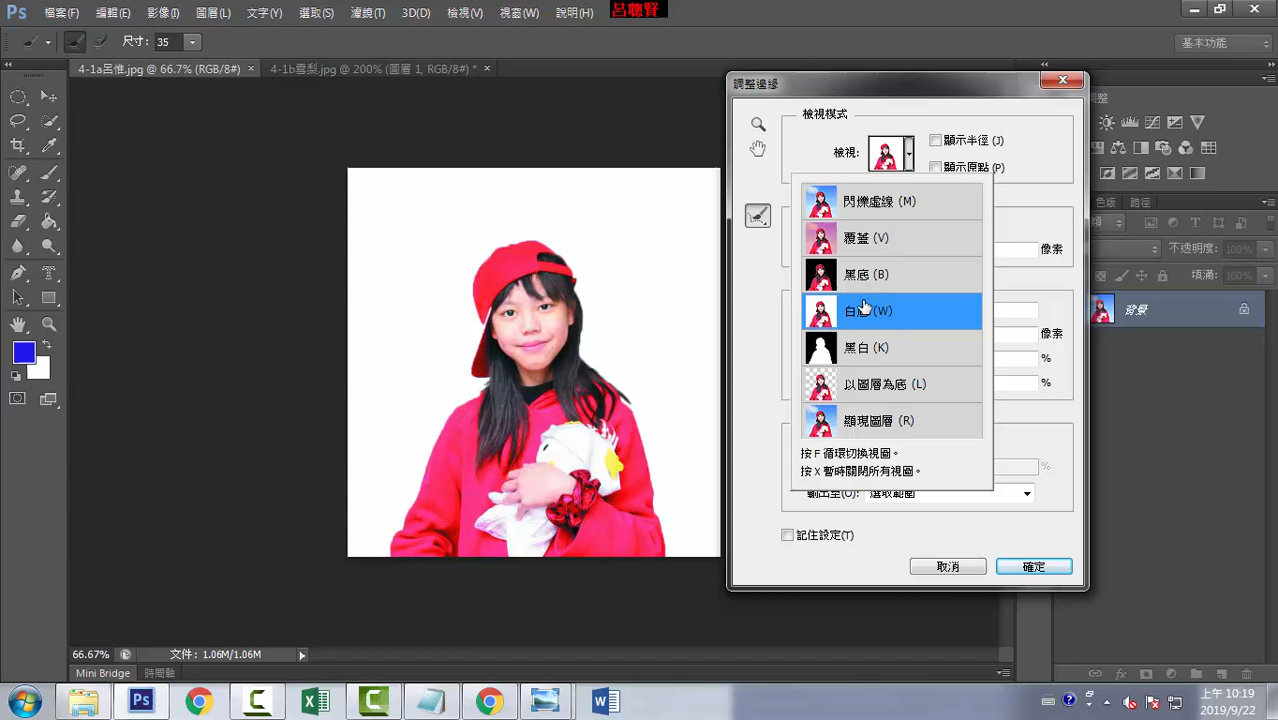 Ps 檔案(F) 編輯(E) 影像(I) 圖層(L) 文字(Y) 選取(S) 濾鏡(T) 3D(D) 檢視(V) 視窗(W) 說明(H) 呂聰賢
尺寸: 35 基本功能
4-1a呂惟.jpg @ 66.7% (RGB/8#) × 4-1b雪梨.jpg @ 200% (圖層 1, RGB/8#) * ×
調整邊緣
調整
檢視模式
檢視: 顯示半徑 (J)
顯示原點 (P)
閃爍虛線 (M)
覆蓋 (V)
黑底 (B)
白底 (W)
黑白 (K)
以圖層為底 (L)
顯現圖層 (R)
按 F 循環切換視圖。
按 X 暫時關閉所有視圖。
像素
像素
%
%
%
輸出至(O): 選取範圍
記住設定(T)
取消 確定
色版 路徑
不透明度: 100%
填滿: 100%
背景
66.67% 文件: 1.06M/1.06M
Mini Bridge 時間軸
上午 10:19
2019/9/22